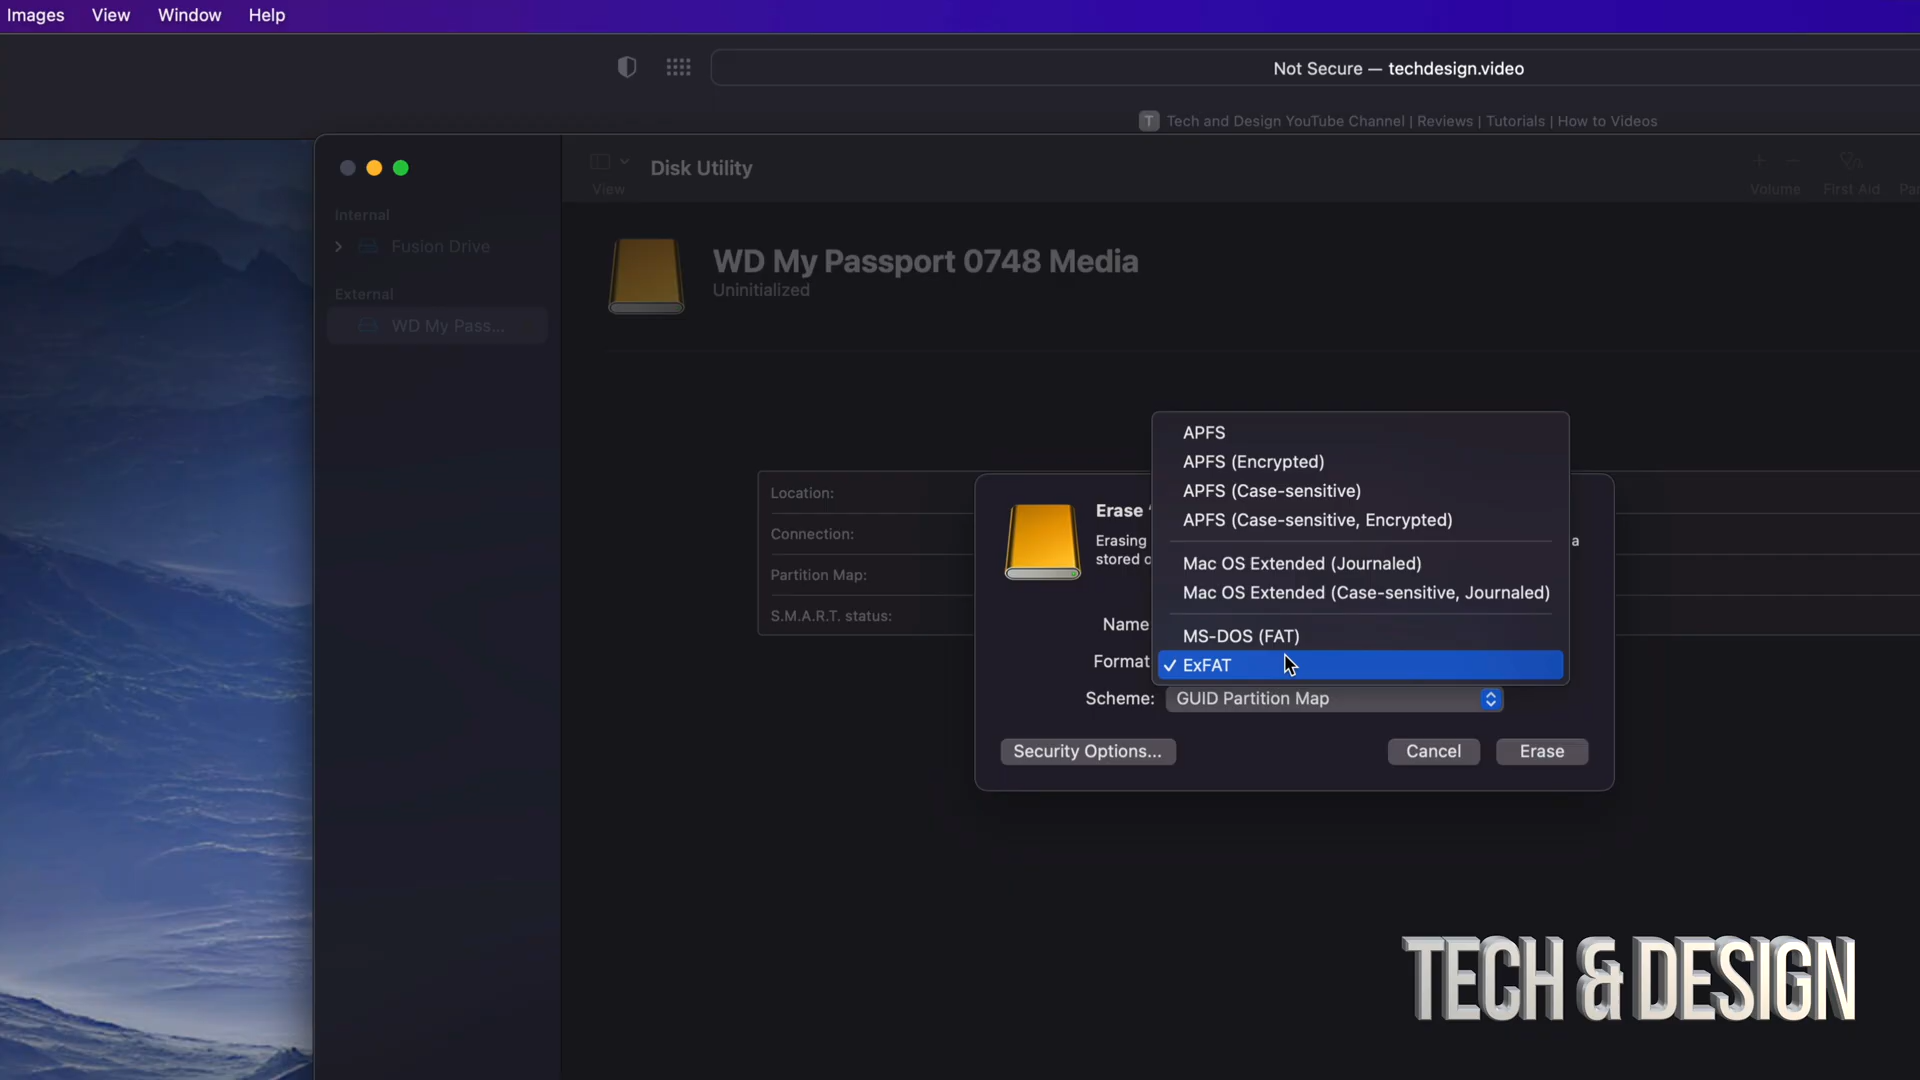 Images View Window Help
Not Secure — techdesign.video
T Tech and Design YouTube Channel | Reviews | Tutorials | How to Videos
Disk Utility
View
Volume First Aid
Internal
Fusion Drive
External
WD My Pass...
WD My Passport 0748 Media
Uninitialized
Location:
Connection:
Partition Map:
S.M.A.R.T. status:
Erase
Erasing a
stored
APFS
APFS (Encrypted)
APFS (Case-sensitive)
APFS (Case-sensitive, Encrypted)
Mac OS Extended (Journaled)
Mac OS Extended (Case-sensitive, Journaled)
MS-DOS (FAT)
✓ ExFAT
Name
Format
Scheme: GUID Partition Map
Security Options... Cancel Erase
TECH & DESIGN